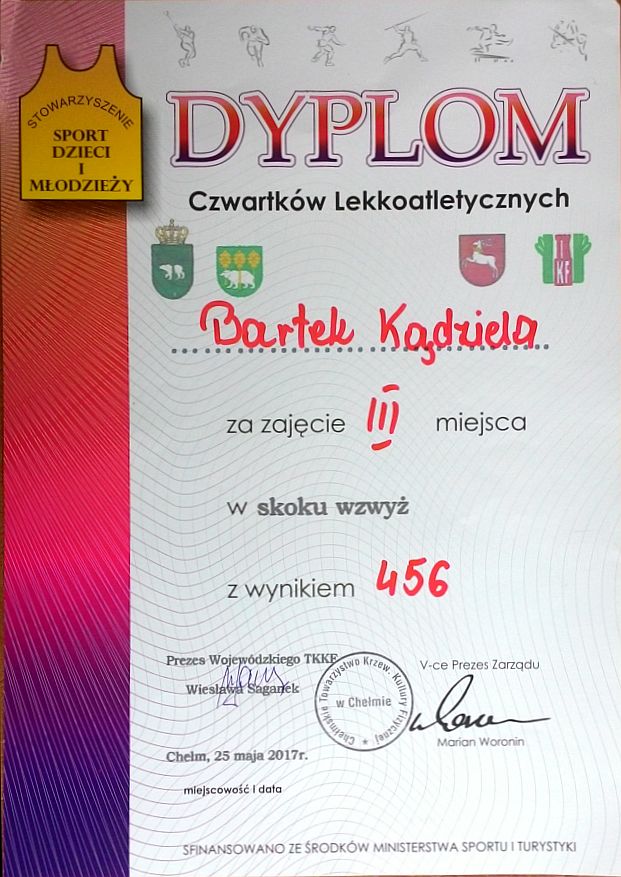 STOWARZYSZENIE
SPORT
DZIECI
I
MŁODZIEŻY
DYPLOM
Czwartków Lekkoatletycznych
TKKF
Bartek Kądziela
za zajęcie III miejsca
w skoku wzwyż
z wynikiem 456
Prezes Wojewódzkiego TKKF
Wiesława Saganek
Chełmskie Towarzystwo Krzew. Kultury Fizycznej
w Chełmie
V-ce Prezes Zarządu
Marian Woronin
Chełm, 25 maja 2017r.
miejscowość i data
SFINANSOWANO ZE ŚRODKÓW MINISTERSTWA SPORTU I TURYSTYKI